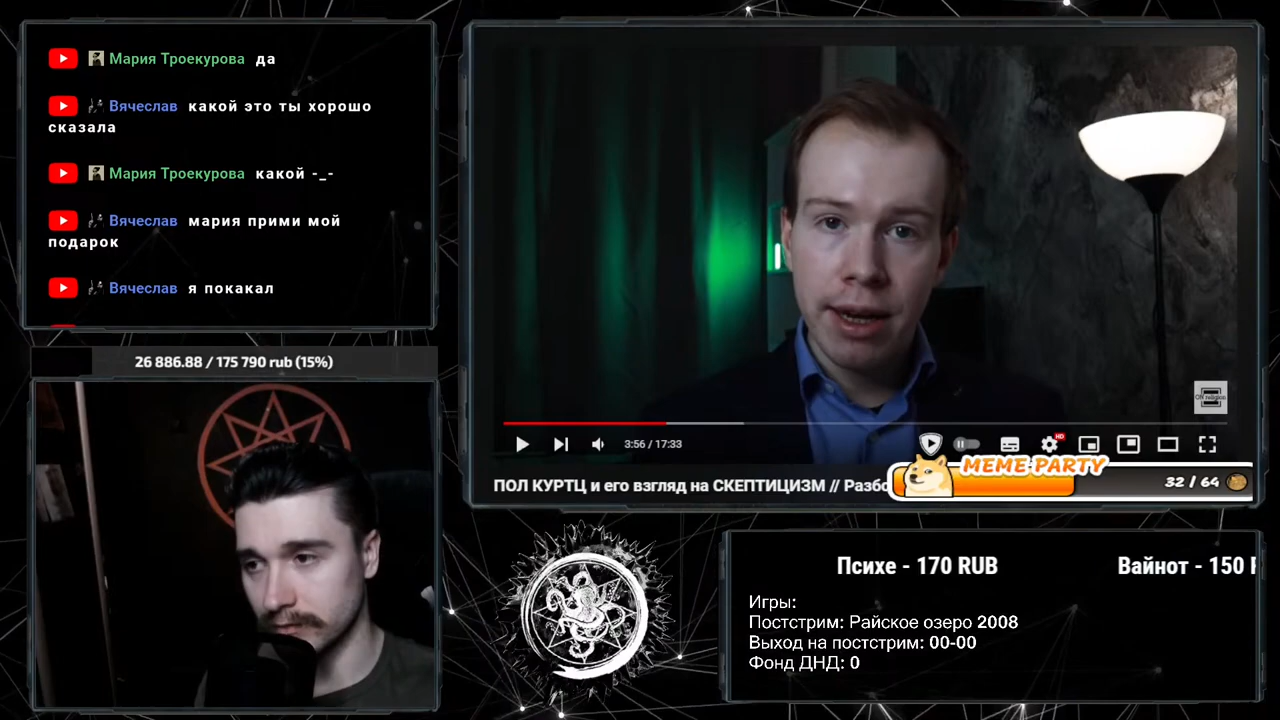 Мария Троекурова да
Вячеслав какой это ты хорошо
сказала
Мария Троекурова какой -_-
Вячеслав мария прими мой
подарок
Вячеслав я покакал
26 886.88 / 175 790 rub (15%)
3:56 / 17:33
HD
ON religion
ПОЛ КУРТЦ и его взгляд на СКЕПТИЦИЗМ // Разбо
MEME PARTY
32 / 64
Психе - 170 RUB
Вайнот - 150
Игры:
Постстрим: Райское озеро 2008
Выход на постстрим: 00-00
Фонд ДНД: 0